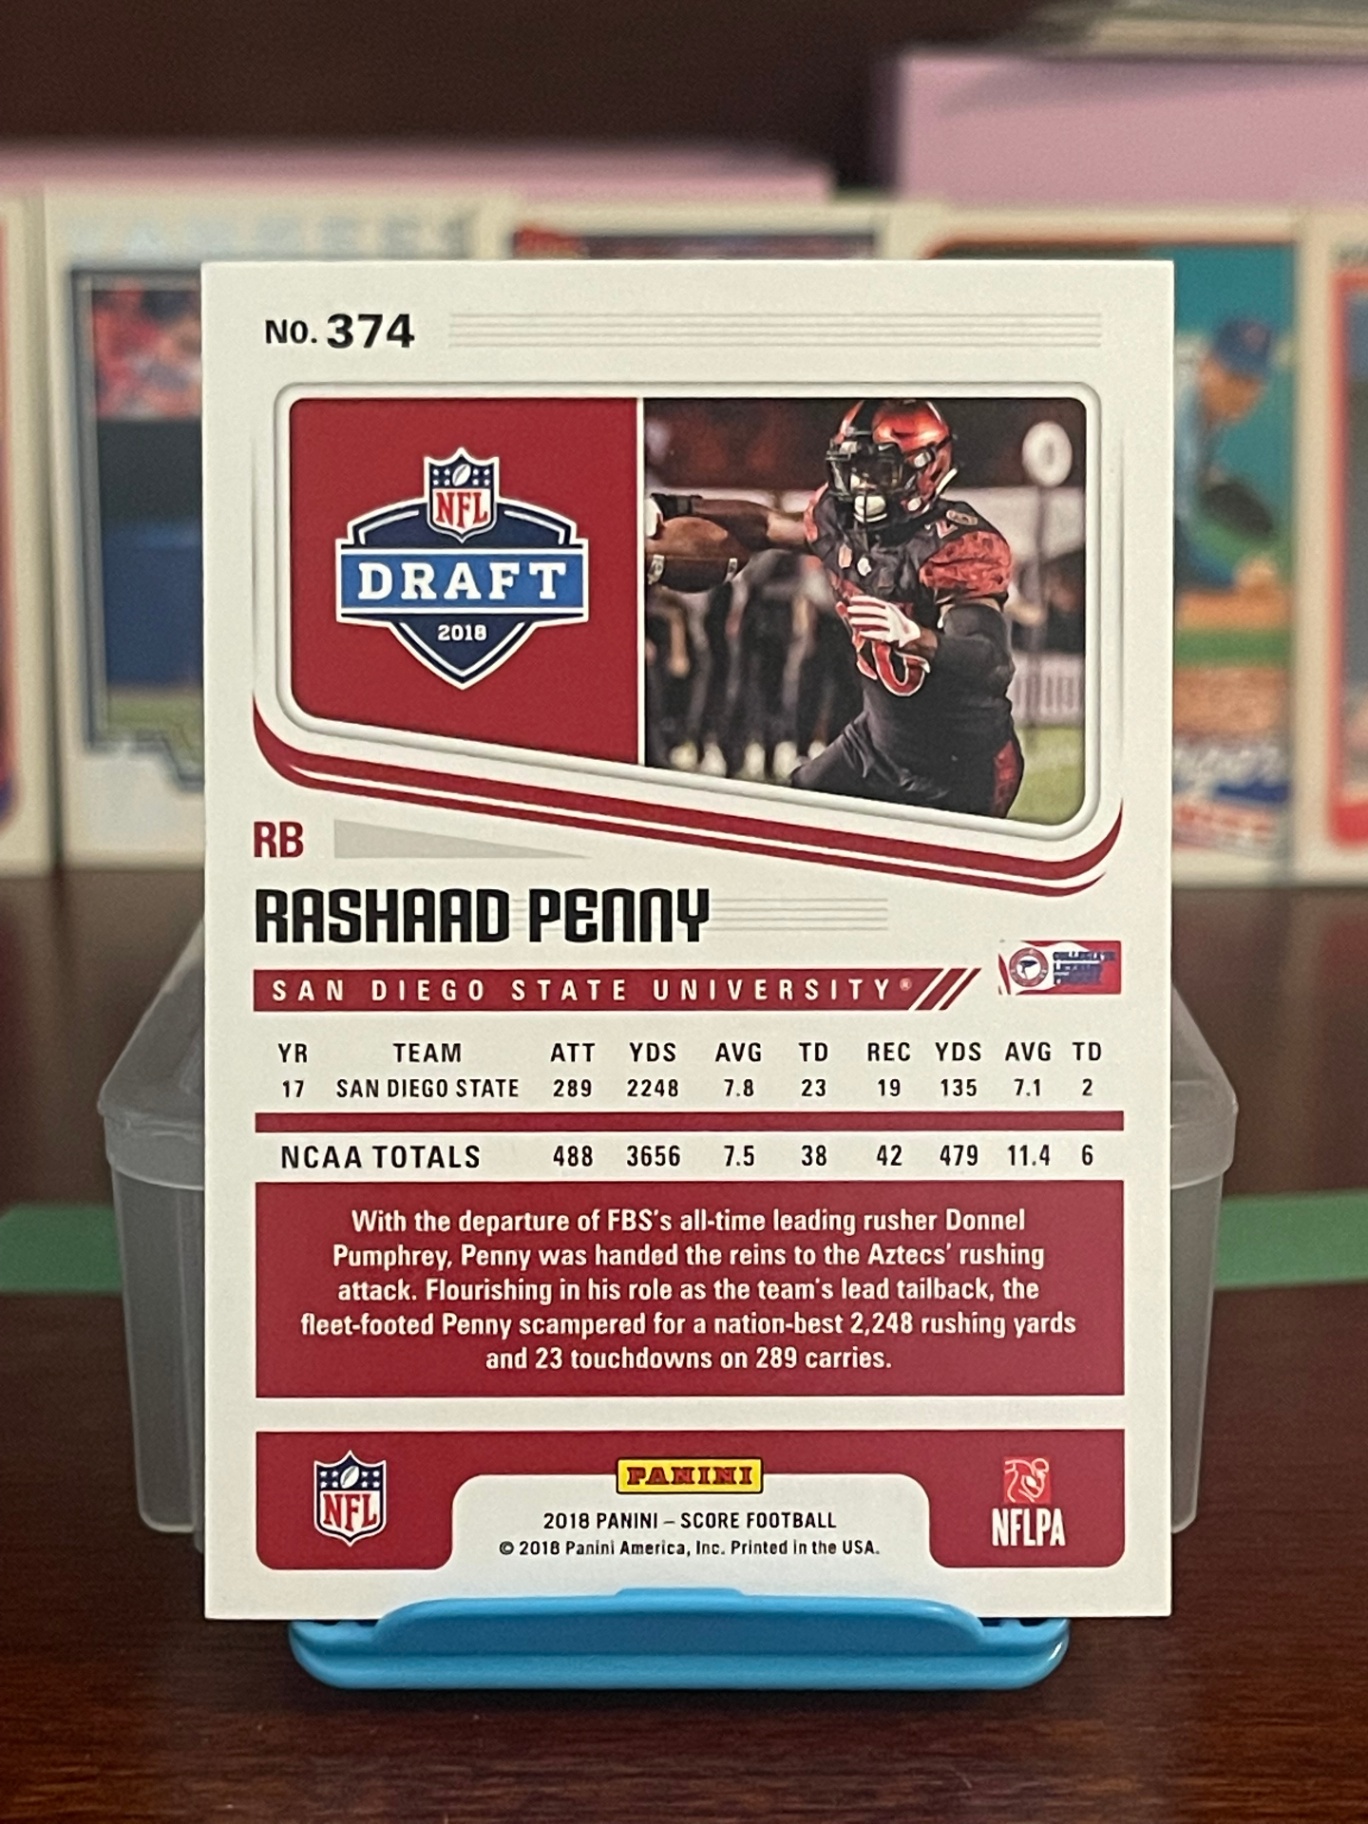 NO. 374
NFL
DRAFT
2018
RB
RASHAAD PENNY
SAN DIEGO STATE UNIVERSITY®
YR TEAM ATT YDS AVG TD REC YDS AVG TD
17 SAN DIEGO STATE 289 2248 7.8 23 19 135 7.1 2
NCAA TOTALS 488 3656 7.5 38 42 479 11.4 6
With the departure of FBS's all-time leading rusher Donnel
Pumphrey, Penny was handed the reins to the Aztecs' rushing
attack. Flourishing in his role as the team's lead tailback, the
fleet-footed Penny scampered for a nation-best 2,248 rushing yards
and 23 touchdowns on 289 carries.
NFL
PANINI
2018 PANINI – SCORE FOOTBALL
© 2018 Panini America, Inc. Printed in the USA.
NFLPA